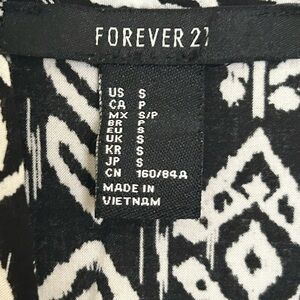 FOREVER 21
US S
CA P
MX S/P
BR P
EU S
UK S
KR S
JP S
CN 160/84A
MADE IN
VIETNAM